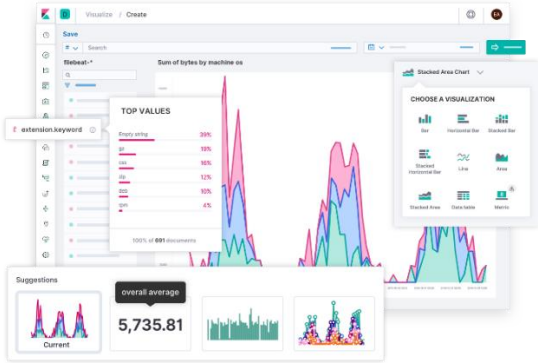 D Visualize / Create EA
Save
# Search
filebeat-*
Sum of bytes by machine os
Stacked Area Chart
CHOOSE A VISUALIZATION
Bar Horizontal Bar Stacked Bar
Stacked Horizontal Bar Line Area
Stacked Area Data table Metric
t extension.keyword
TOP VALUES
Empty string 39%
gz 19%
css 16%
zip 12%
deb 10%
rpm 4%
100% of 691 documents
Suggestions
overall average
Current
5,735.81